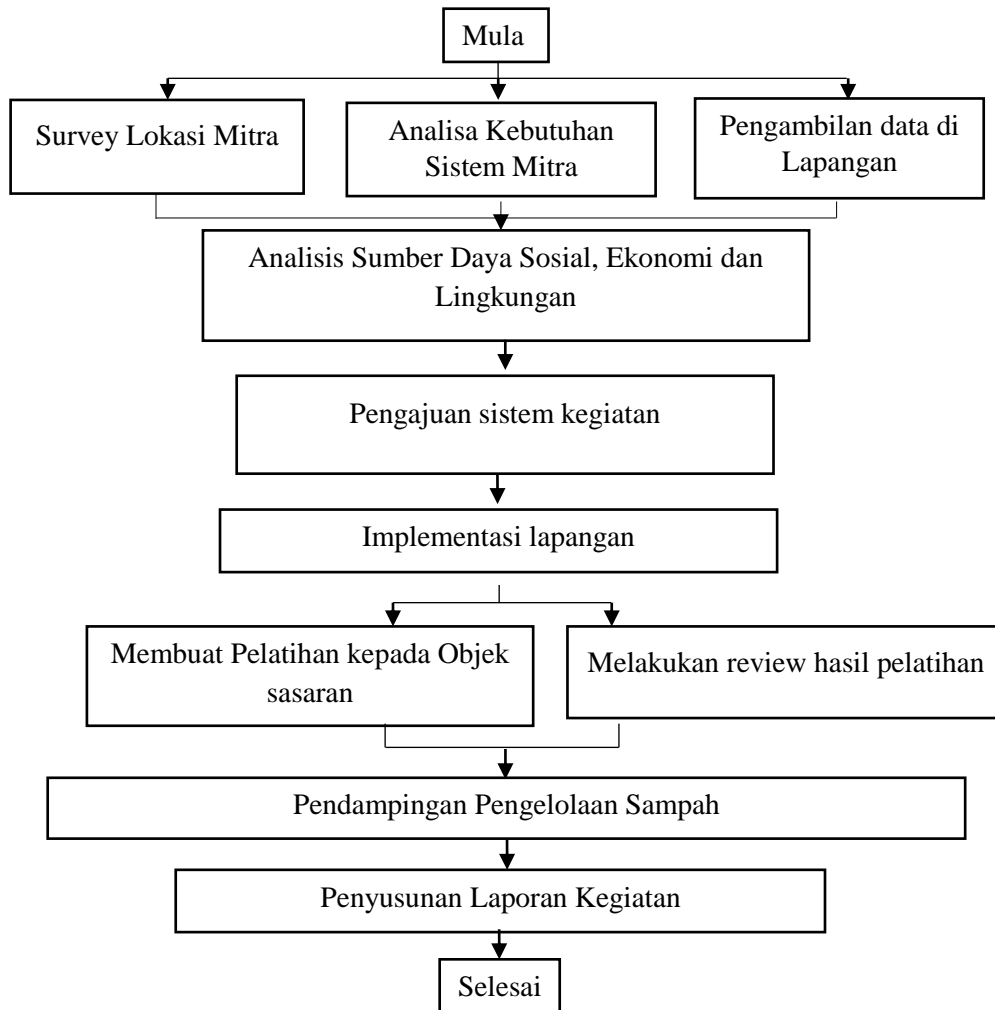 Mula
Survey Lokasi Mitra
Analisa Kebutuhan
Sistem Mitra
Pengambilan data di
Lapangan
Analisis Sumber Daya Sosial, Ekonomi dan
Lingkungan
Pengajuan sistem kegiatan
Implementasi lapangan
Membuat Pelatihan kepada Objek
sasaran
Melakukan review hasil pelatihan
Pendampingan Pengelolaan Sampah
Penyusunan Laporan Kegiatan
Selesai